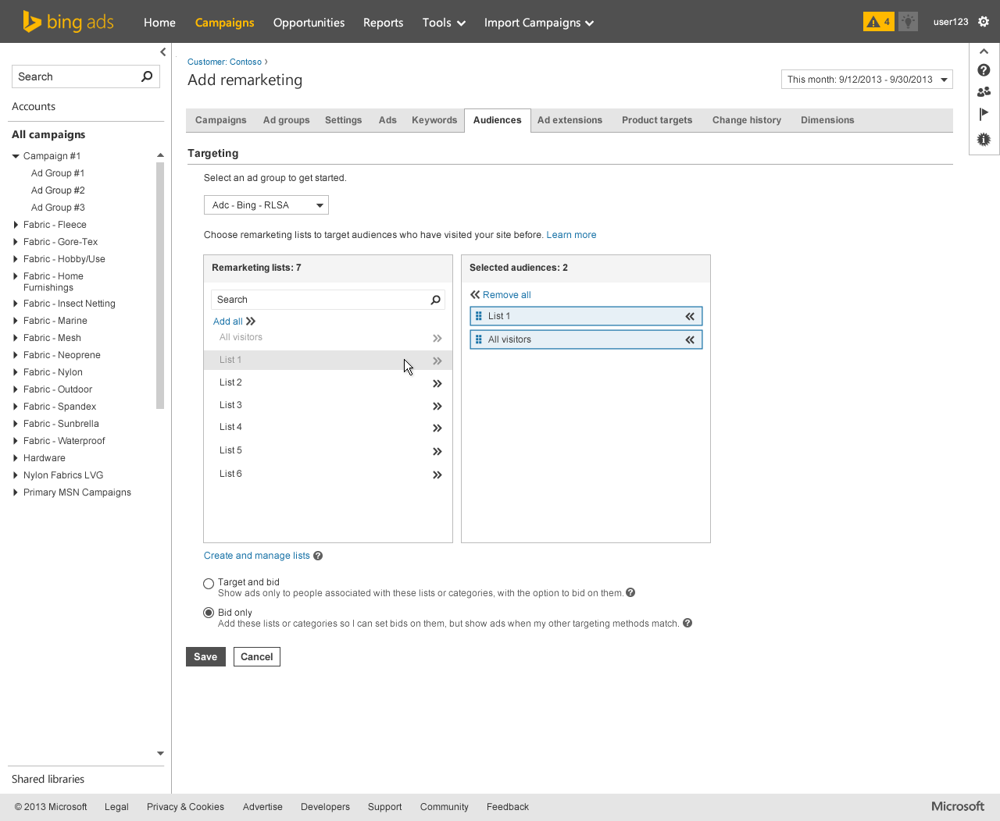 bing ads
Home Campaigns Opportunities Reports Tools Import Campaigns
4
user123
Search
Accounts
All campaigns
Campaign #1
Ad Group #1
Ad Group #2
Ad Group #3
Fabric - Fleece
Fabric - Gore-Tex
Fabric - Hobby/Use
Fabric - Home
Furnishings
Fabric - Insect Netting
Fabric - Marine
Fabric - Mesh
Fabric - Neoprene
Fabric - Nylon
Fabric - Outdoor
Fabric - Spandex
Fabric - Sunbrella
Fabric - Waterproof
Hardware
Nylon Fabrics LVG
Primary MSN Campaigns
Shared libraries
Customer: Contoso ›
Add remarketing
This month: 9/12/2013 - 9/30/2013
Campaigns Ad groups Settings Ads Keywords Audiences Ad extensions Product targets Change history Dimensions
Targeting
Select an ad group to get started.
Adc - Bing - RLSA
Choose remarketing lists to target audiences who have visited your site before. Learn more
Remarketing lists: 7
Search
Add all
All visitors
List 1
List 2
List 3
List 4
List 5
List 6
Selected audiences: 2
Remove all
List 1
All visitors
Create and manage lists
Target and bid
Show ads only to people associated with these lists or categories, with the option to bid on them.
Bid only
Add these lists or categories so I can set bids on them, but show ads when my other targeting methods match.
Save Cancel
© 2013 Microsoft Legal Privacy & Cookies Advertise Developers Support Community Feedback
Microsoft